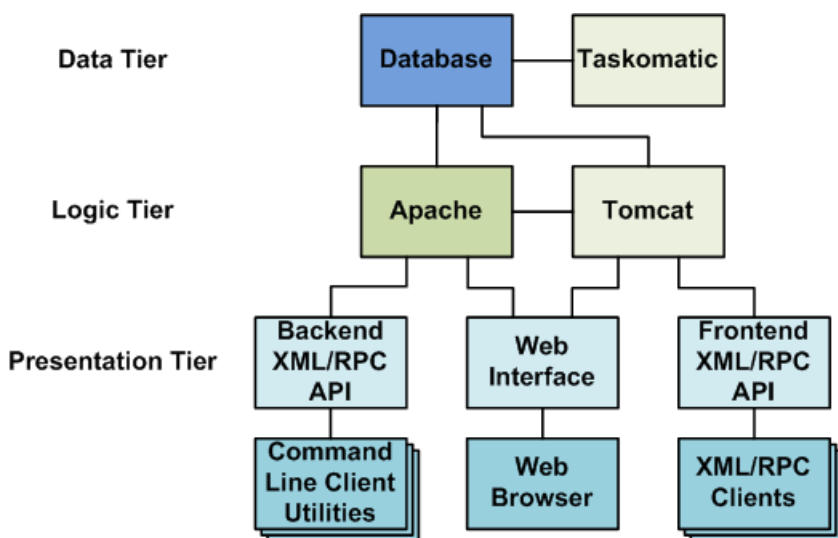 Data Tier
Database
Taskomatic
Logic Tier
Apache
Tomcat
Presentation Tier
Backend
XML/RPC
API
Web
Interface
Frontend
XML/RPC
API
Command
Line Client
Utilities
Web
Browser
XML/RPC
Clients